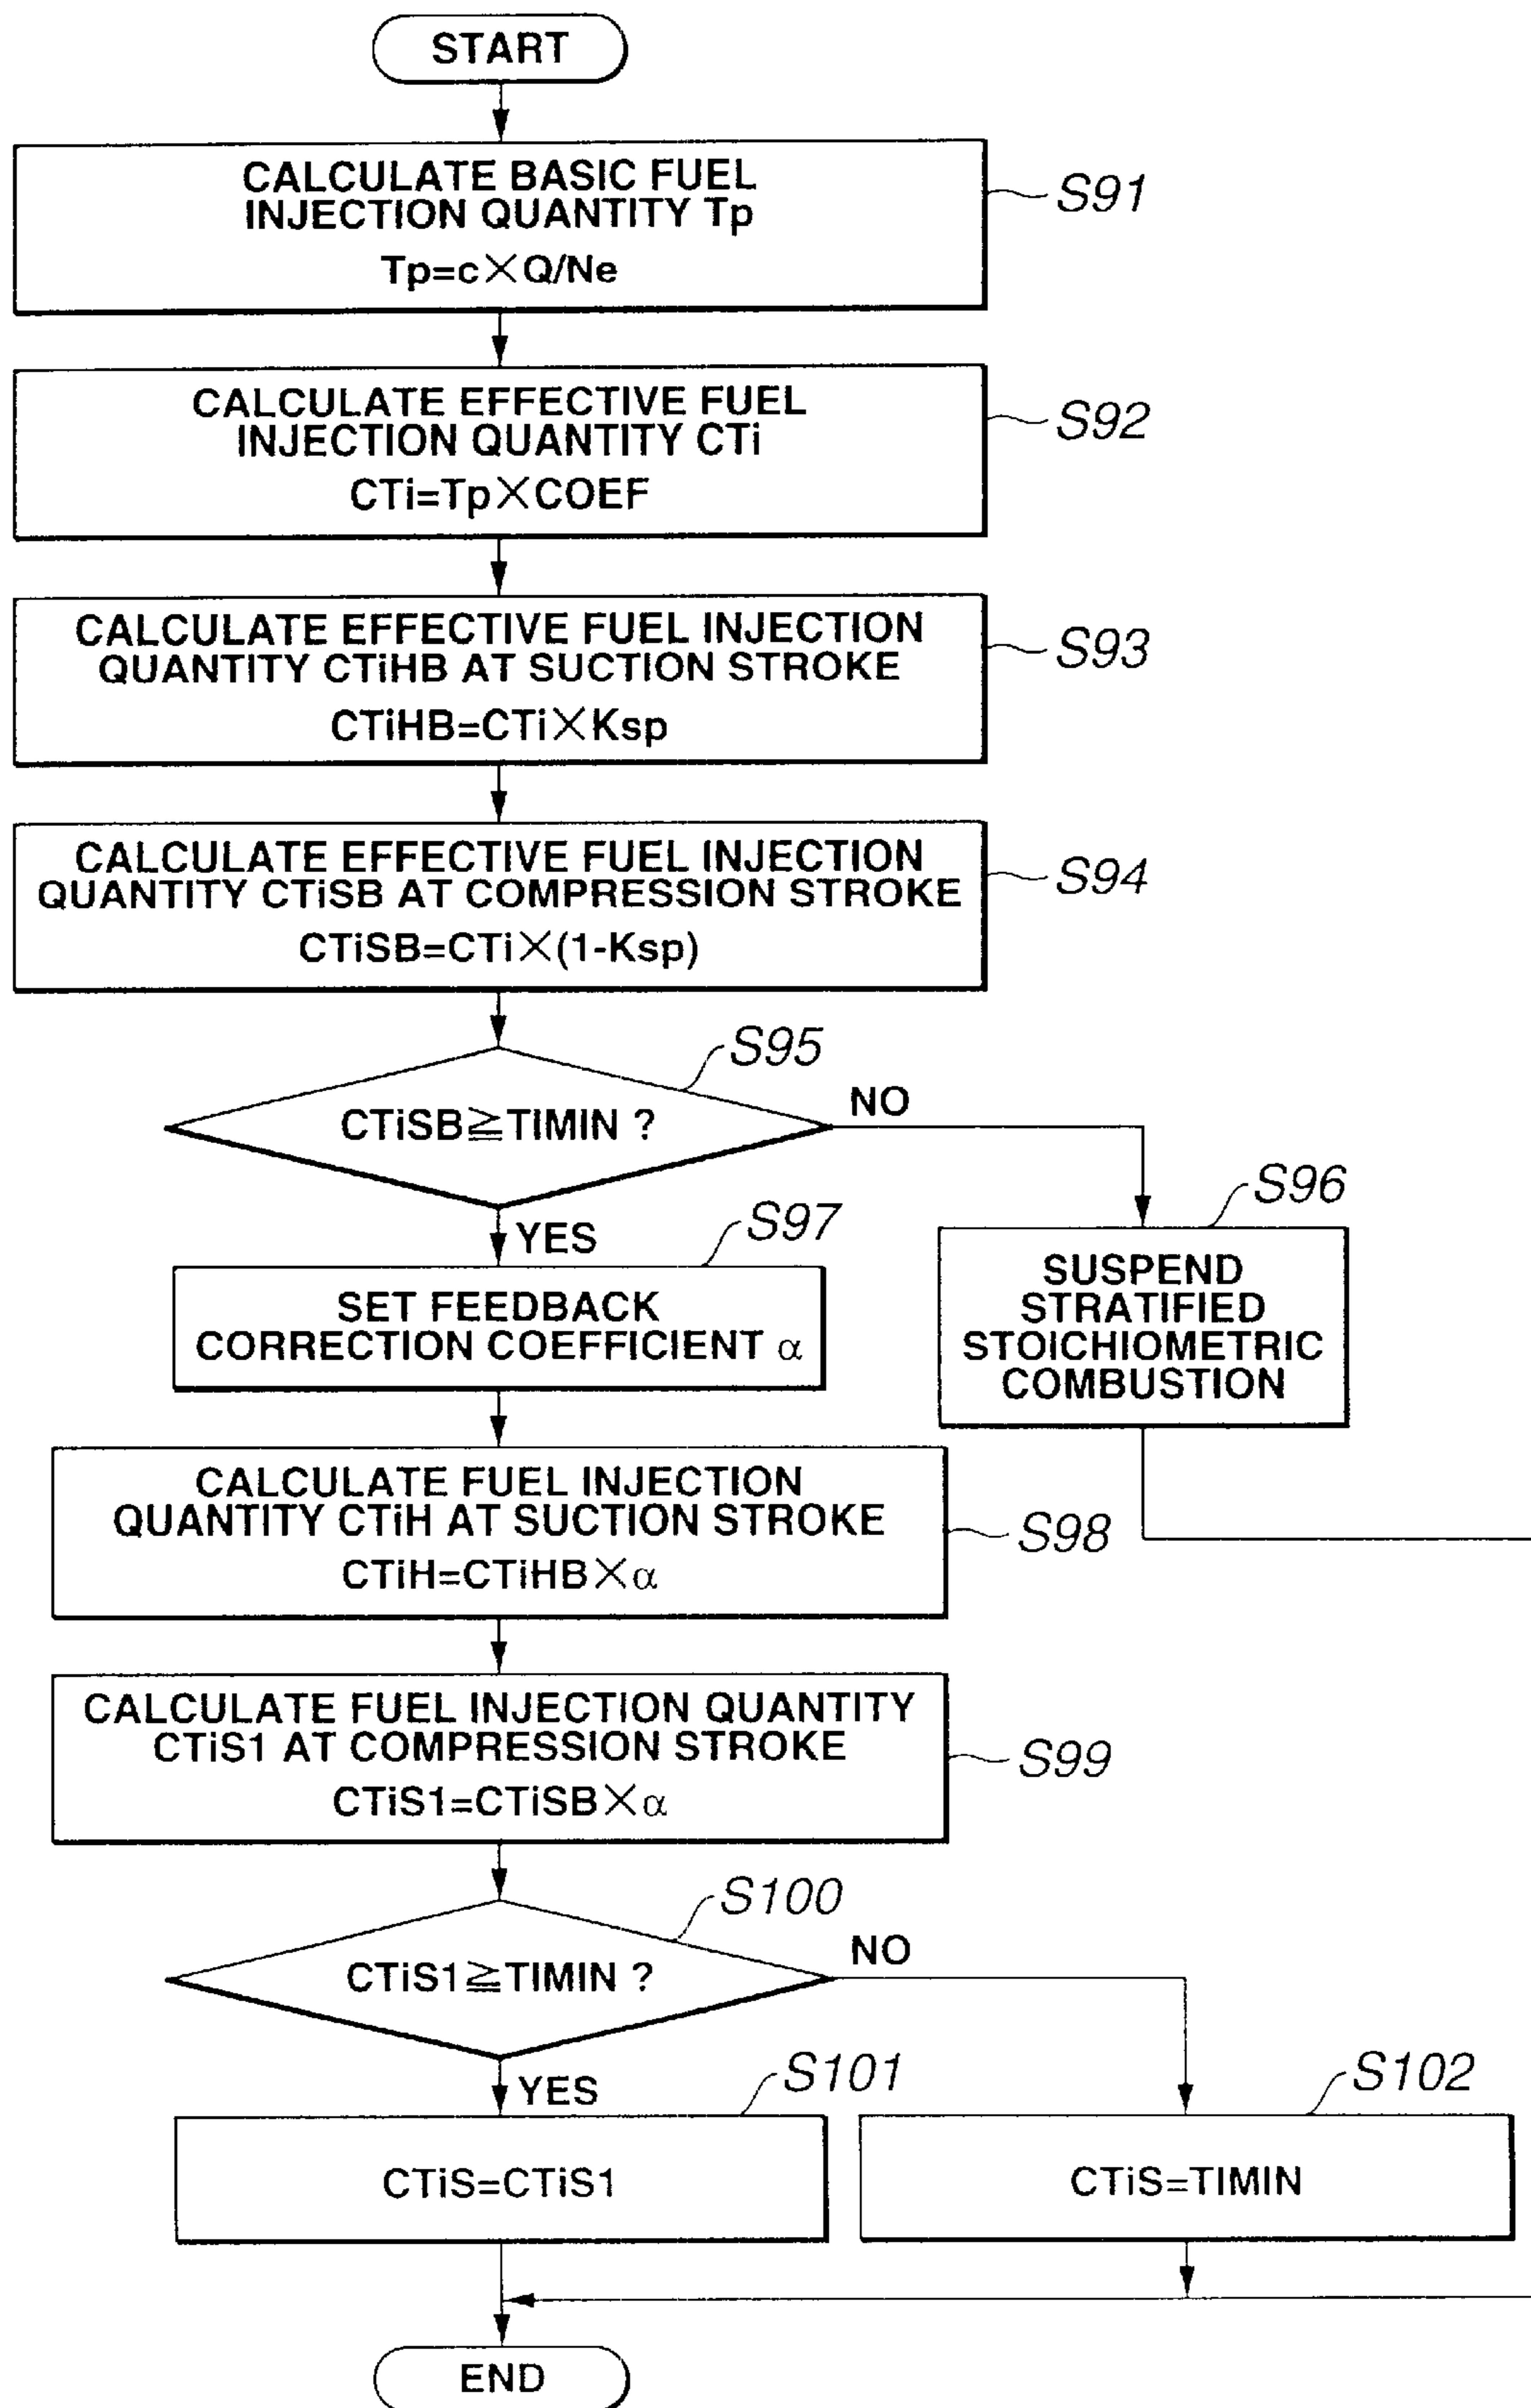 START
CALCULATE BASIC FUEL
INJECTION QUANTITY Tp
Tp=c×Q/Ne
S91
CALCULATE EFFECTIVE FUEL
INJECTION QUANTITY CTi
CTi=Tp×COEF
S92
CALCULATE EFFECTIVE FUEL INJECTION
QUANTITY CTiHB AT SUCTION STROKE
CTiHB=CTi×Ksp
S93
CALCULATE EFFECTIVE FUEL INJECTION
QUANTITY CTiSB AT COMPRESSION STROKE
CTiSB=CTi×(1-Ksp)
S94
S95
CTiSB≧TIMIN ?
NO
S96
SUSPEND
STRATIFIED
STOICHIOMETRIC
COMBUSTION
YES
S97
SET FEEDBACK
CORRECTION COEFFICIENT α
CALCULATE FUEL INJECTION
QUANTITY CTiH AT SUCTION STROKE
CTiH=CTiHB×α
S98
CALCULATE FUEL INJECTION QUANTITY
CTiS1 AT COMPRESSION STROKE
CTiS1=CTiSB×α
S99
S100
CTiS1≧TIMIN ?
NO
YES
S101
CTiS=CTiS1
S102
CTiS=TIMIN
END